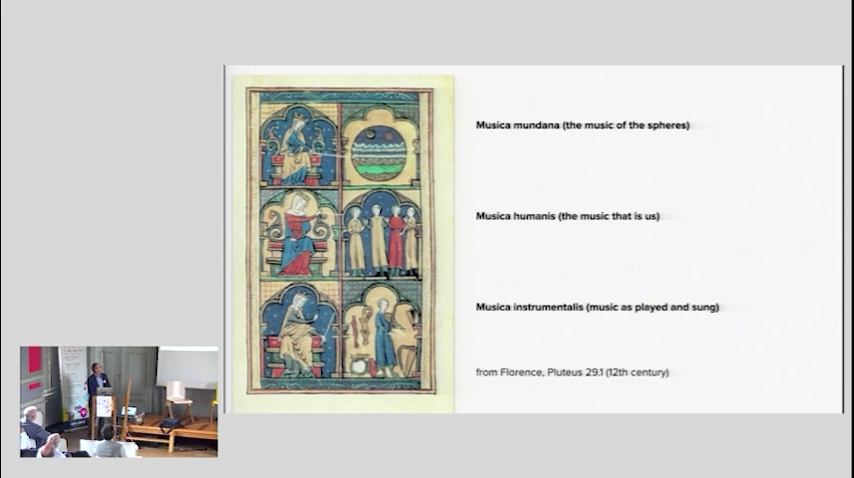 Musica mundana (the music of the spheres)
Musica humanis (the music that is us)
Musica instrumentalis (music as played and sung)
from Florence, Pluteus 29.1 (12th century)